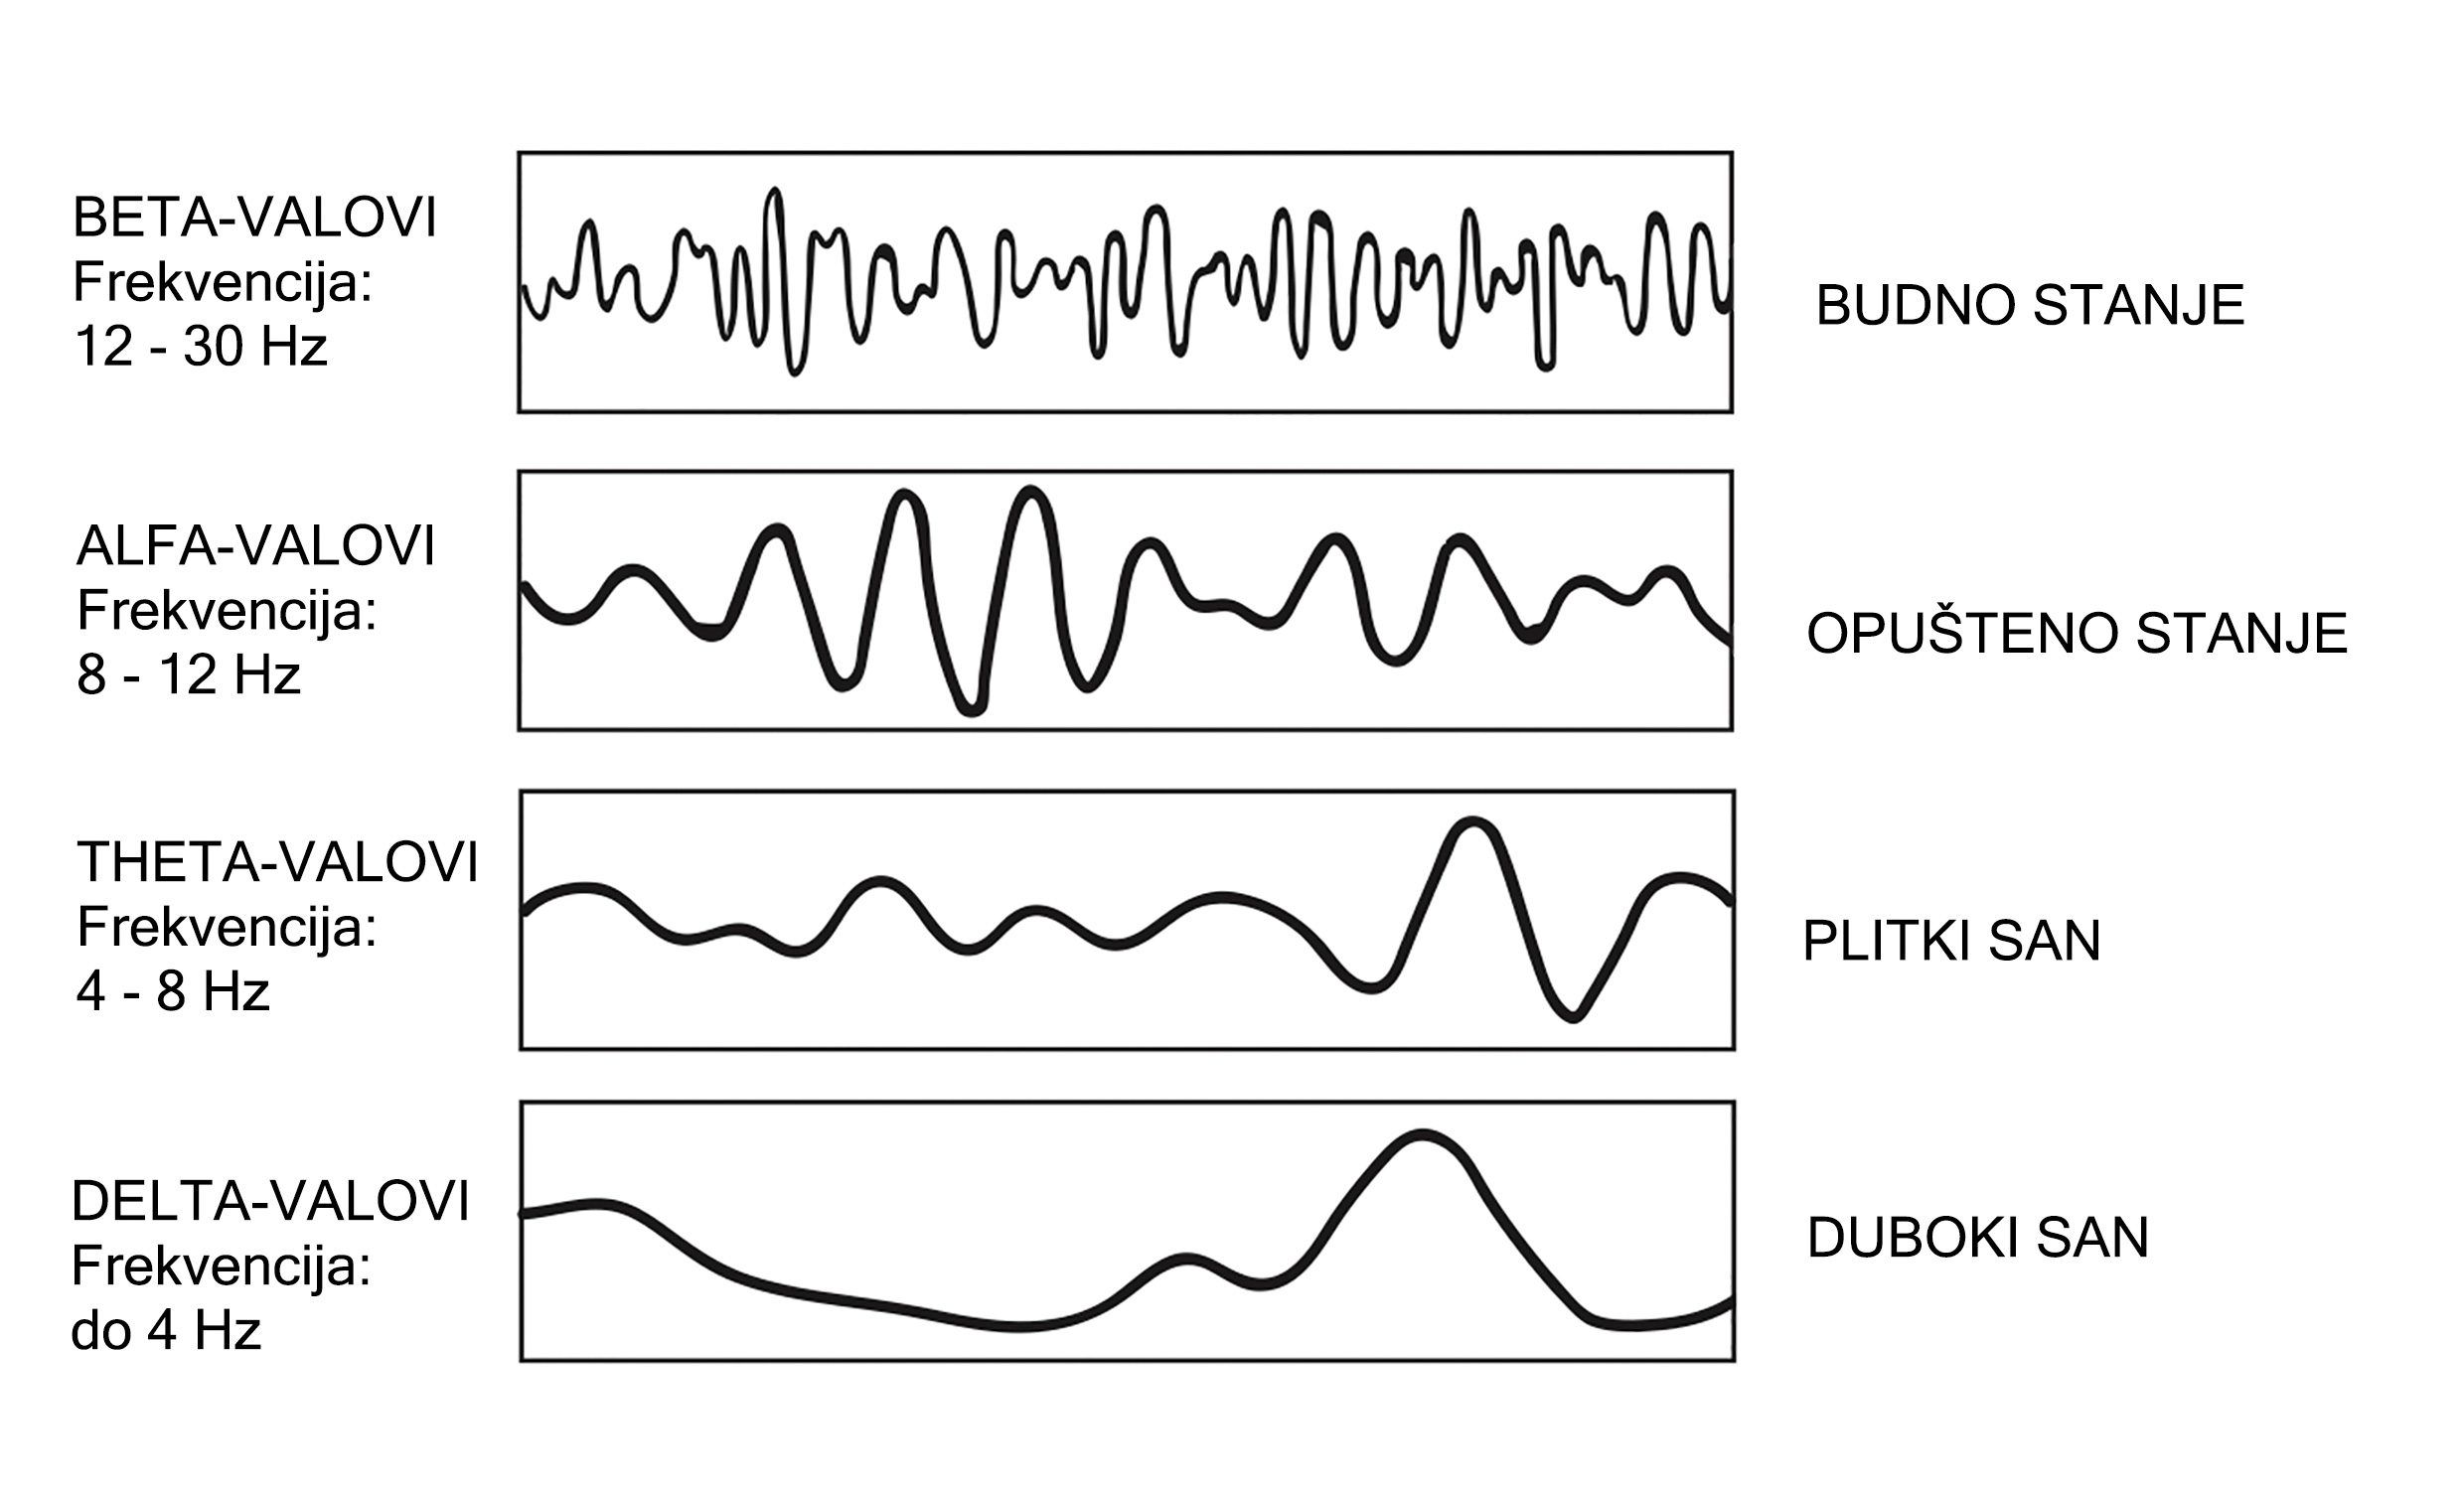 BETA-VALOVI
Frekvencija:
12 - 30 Hz
BUDNO STANJE
ALFA-VALOVI
Frekvencija:
8 - 12 Hz
OPUŠTENO STANJE
THETA-VALOVI
Frekvencija:
4 - 8 Hz
PLITKI SAN
DELTA-VALOVI
Frekvencija:
do 4 Hz
DUBOKI SAN